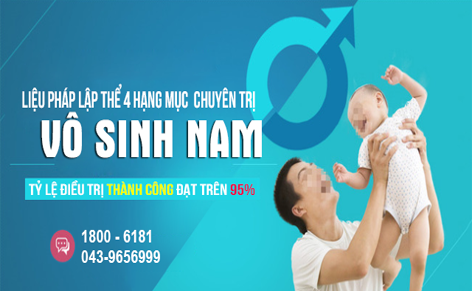 LIỆU PHÁP LẬP THỂ 4 HẠNG MỤC CHUYÊN TRỊ
VÔ SINH NAM
TỶ LỆ ĐIỀU TRỊ THÀNH CÔNG ĐẠT TRÊN 95%
1800 - 6181
043-9656999